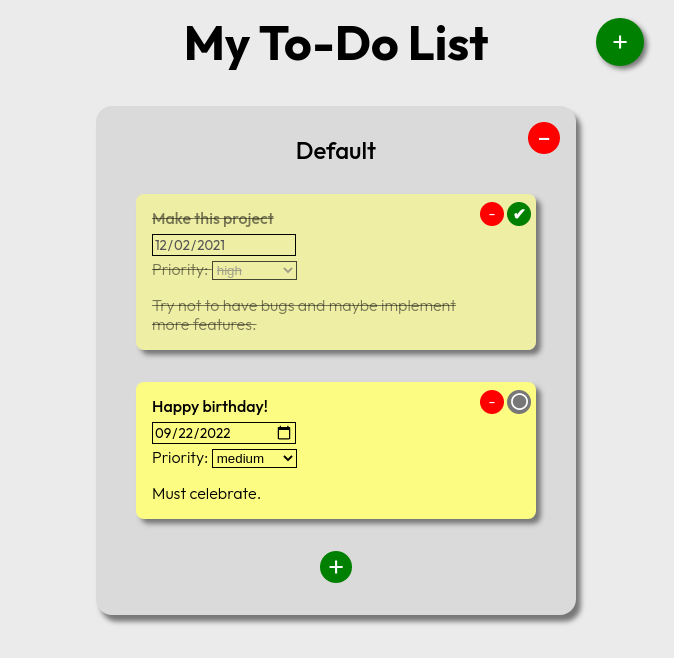 My To-Do List
+
–
Default
Make this project
- ✔
12/02/2021
Priority: high
Try not to have bugs and maybe implement
more features.
Happy birthday!
-
09/22/2022
Priority: medium
Must celebrate.
+